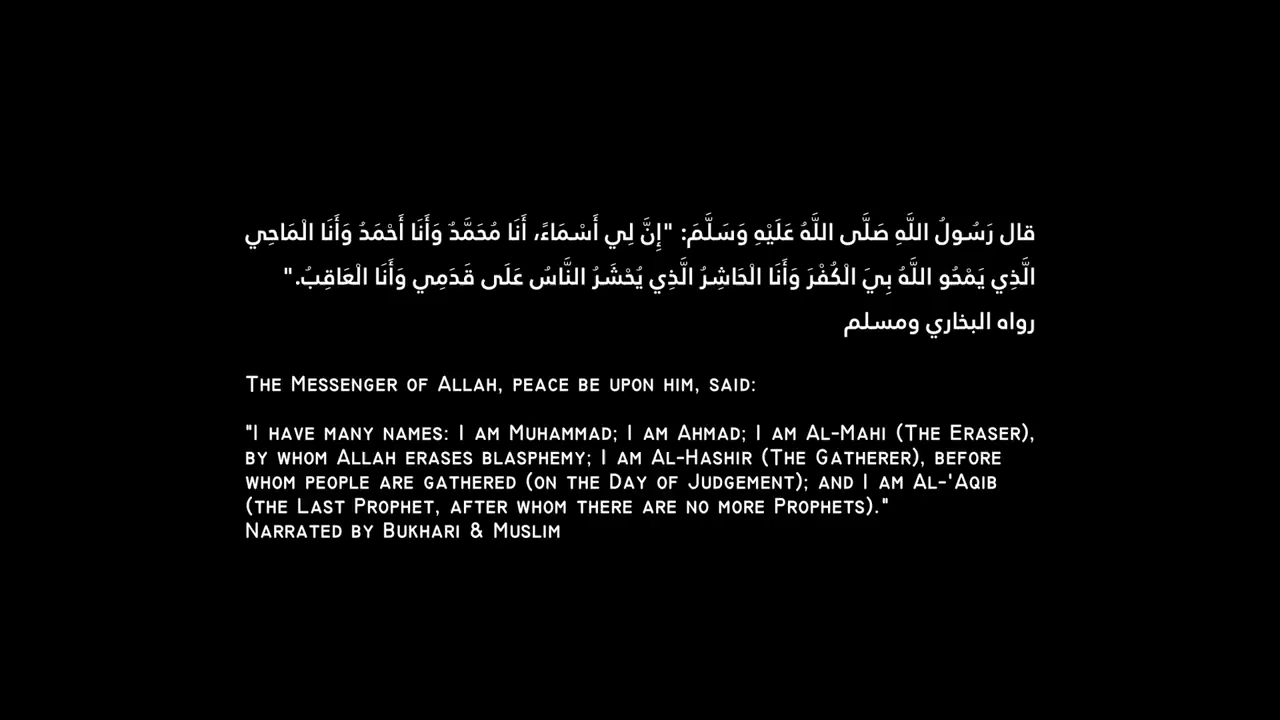 قال رَسُولُ اللَّهِ صَلَّى اللَّهُ عَلَيْهِ وَسَلَّمَ: "إِنَّ لِي أَسْمَاءً، أَنَا مُحَمَّدٌ وَأَنَا أَحْمَدُ وَأَنَا الْمَاحِي
الَّذِي يَمْحُو اللَّهُ بِيَ الْكُفْرَ وَأَنَا الْحَاشِرُ الَّذِي يُحْشَرُ النَّاسُ عَلَى قَدَمِي وَأَنَا الْعَاقِبُ."
رواه البخاري ومسلم
The Messenger of Allah, peace be upon him, said:
"I have many names: I am Muhammad; I am Ahmad; I am Al-Mahi (The Eraser),
by whom Allah erases blasphemy; I am Al-Hashir (The Gatherer), before
whom people are gathered (on the Day of Judgement); and I am Al-'Aqib
(the Last Prophet, after whom there are no more Prophets)."
Narrated by Bukhari & Muslim